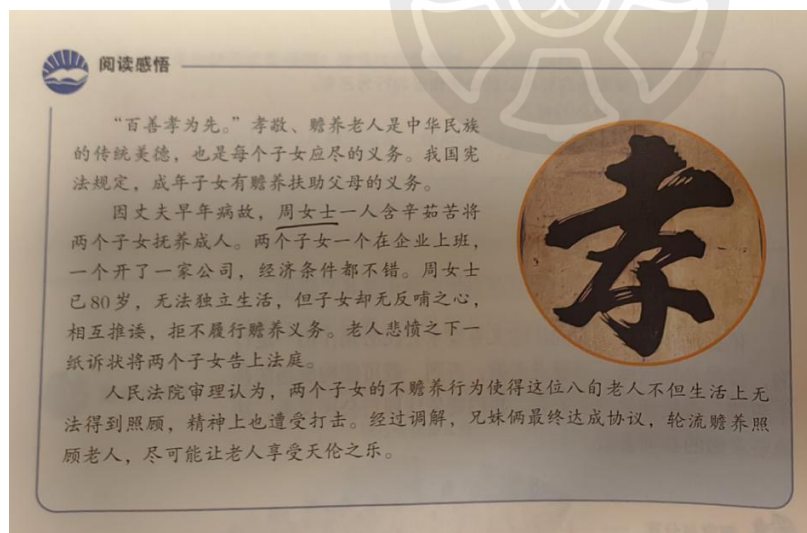 阅读感悟
“百善孝为先。”孝敬、赡养老人是中华民族
的传统美德，也是每个子女应尽的义务。我国宪
法规定，成年子女有赡养扶助父母的义务。
因丈夫早年病故，周女士一人含辛茹苦将
两个子女抚养成人。两个子女一个在企业上班，
一个开了一家公司，经济条件都不错。周女士
已80岁，无法独立生活，但子女却无反哺之心，
相互推诿，拒不履行赡养义务。老人悲愤之下一
纸诉状将两个子女告上法庭。
孝
人民法院审理认为，两个子女的不赡养行为使得这位八旬老人不但生活上无
法得到照顾，精神上也遭受打击。经过调解，兄妹俩最终达成协议，轮流赡养照
顾老人，尽可能让老人享受天伦之乐。